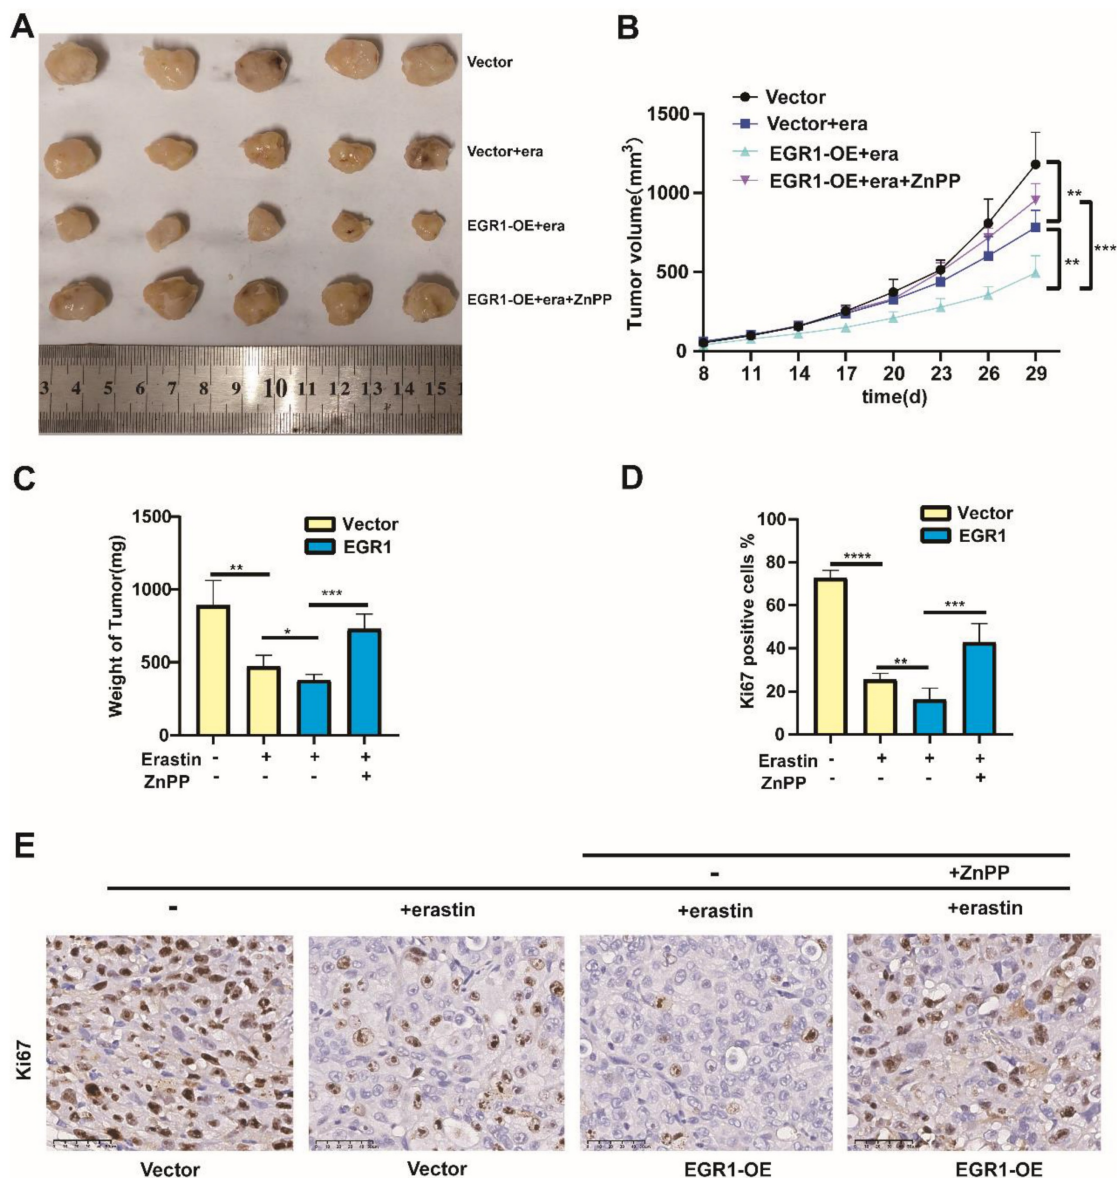 A
Vector
Vector+era
EGR1-OE+era
EGR1-OE+era+ZnPP
3 4 5 6 7 8 9 10 11 12 13 14 15
B
Vector
Vector+era
EGR1-OE+era
EGR1-OE+era+ZnPP
Tumor volume(mm³)
1500
1000
500
0
8 11 14 17 20 23 26 29
time(d)
**
**
***
C
Weight of Tumor(mg)
1500
1000
500
0
Vector
EGR1
**
*
***
Erastin - + + +
ZnPP - - - +
D
Ki67 positive cells %
100
80
60
40
20
0
Vector
EGR1
****
**
***
Erastin - + + +
ZnPP - - - +
E
- +ZnPP
- +erastin +erastin +erastin
Ki67
Vector Vector EGR1-OE EGR1-OE